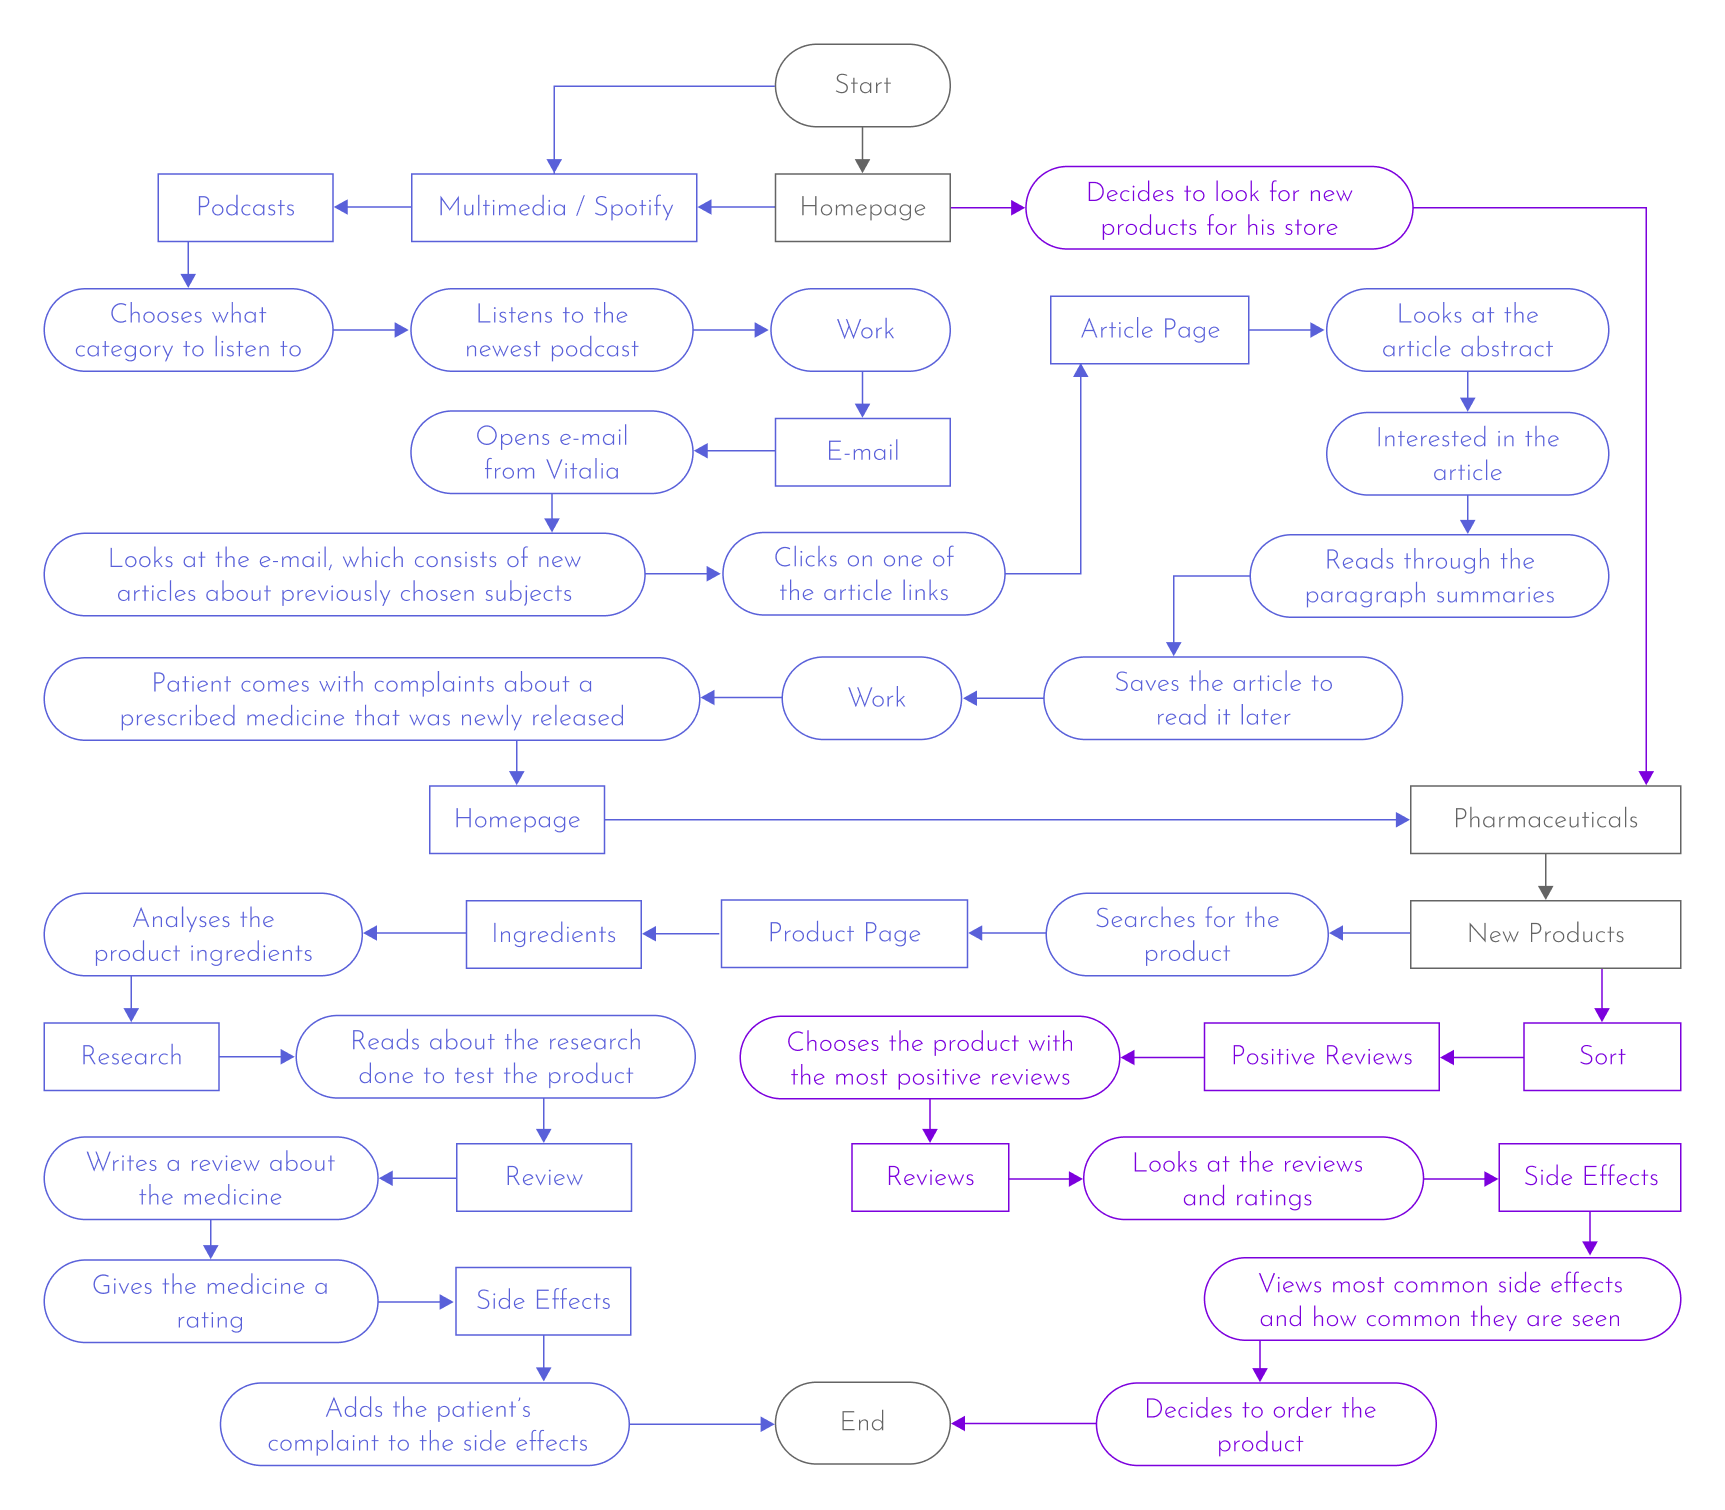 Start
Podcasts
Multimedia / Spotify
Homepage
Decides to look for new
products for his store
Chooses what
category to listen to
Listens to the
newest podcast
Work
Article Page
Looks at the
article abstract
Opens e-mail
from Vitalia
E-mail
Interested in the
article
Looks at the e-mail, which consists of new
articles about previously chosen subjects
Clicks on one of
the article links
Reads through the
paragraph summaries
Patient comes with complaints about a
prescribed medicine that was newly released
Work
Saves the article to
read it later
Homepage
Pharmaceuticals
Analyses the
product ingredients
Ingredients
Product Page
Searches for the
product
New Products
Research
Reads about the research
done to test the product
Chooses the product with
the most positive reviews
Positive Reviews
Sort
Writes a review about
the medicine
Review
Reviews
Looks at the reviews
and ratings
Side Effects
Gives the medicine a
rating
Side Effects
Views most common side effects
and how common they are seen
Adds the patient's
complaint to the side effects
End
Decides to order the
product